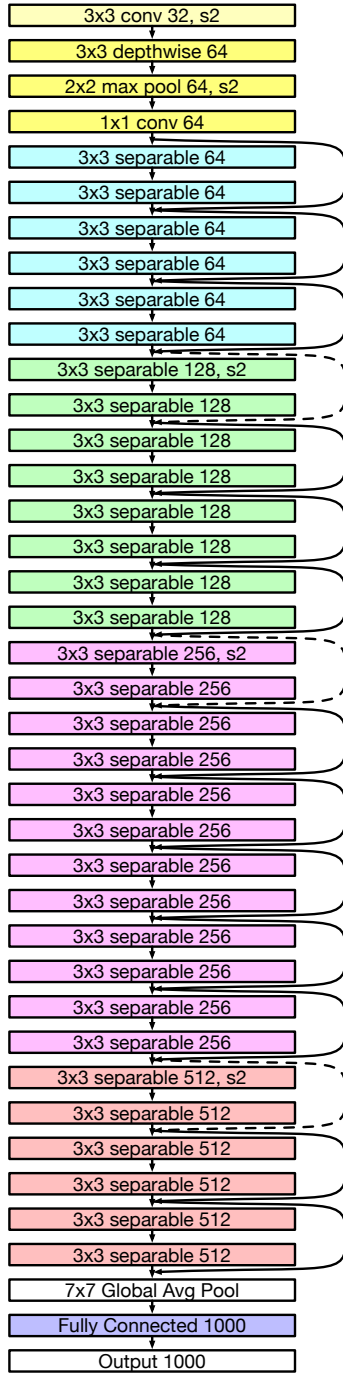 3x3 conv 32, s2
3x3 depthwise 64
2x2 max pool 64, s2
1x1 conv 64
3x3 separable 64
3x3 separable 64
3x3 separable 64
3x3 separable 64
3x3 separable 64
3x3 separable 64
3x3 separable 128, s2
3x3 separable 128
3x3 separable 128
3x3 separable 128
3x3 separable 128
3x3 separable 128
3x3 separable 128
3x3 separable 128
3x3 separable 256, s2
3x3 separable 256
3x3 separable 256
3x3 separable 256
3x3 separable 256
3x3 separable 256
3x3 separable 256
3x3 separable 256
3x3 separable 256
3x3 separable 256
3x3 separable 256
3x3 separable 256
3x3 separable 512, s2
3x3 separable 512
3x3 separable 512
3x3 separable 512
3x3 separable 512
3x3 separable 512
7x7 Global Avg Pool
Fully Connected 1000
Output 1000